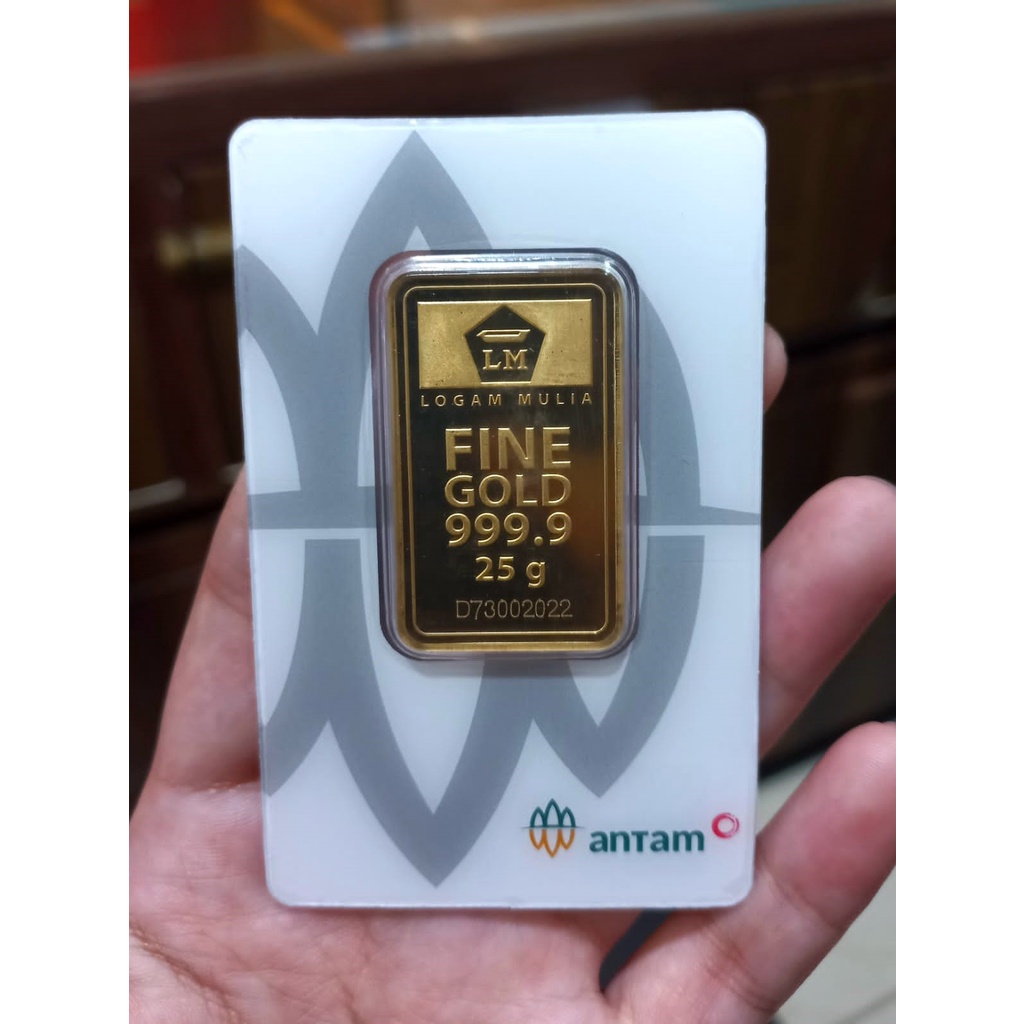 LM
LOGAM MULIA
FINE
GOLD
999.9
25 g
D73002022
antam